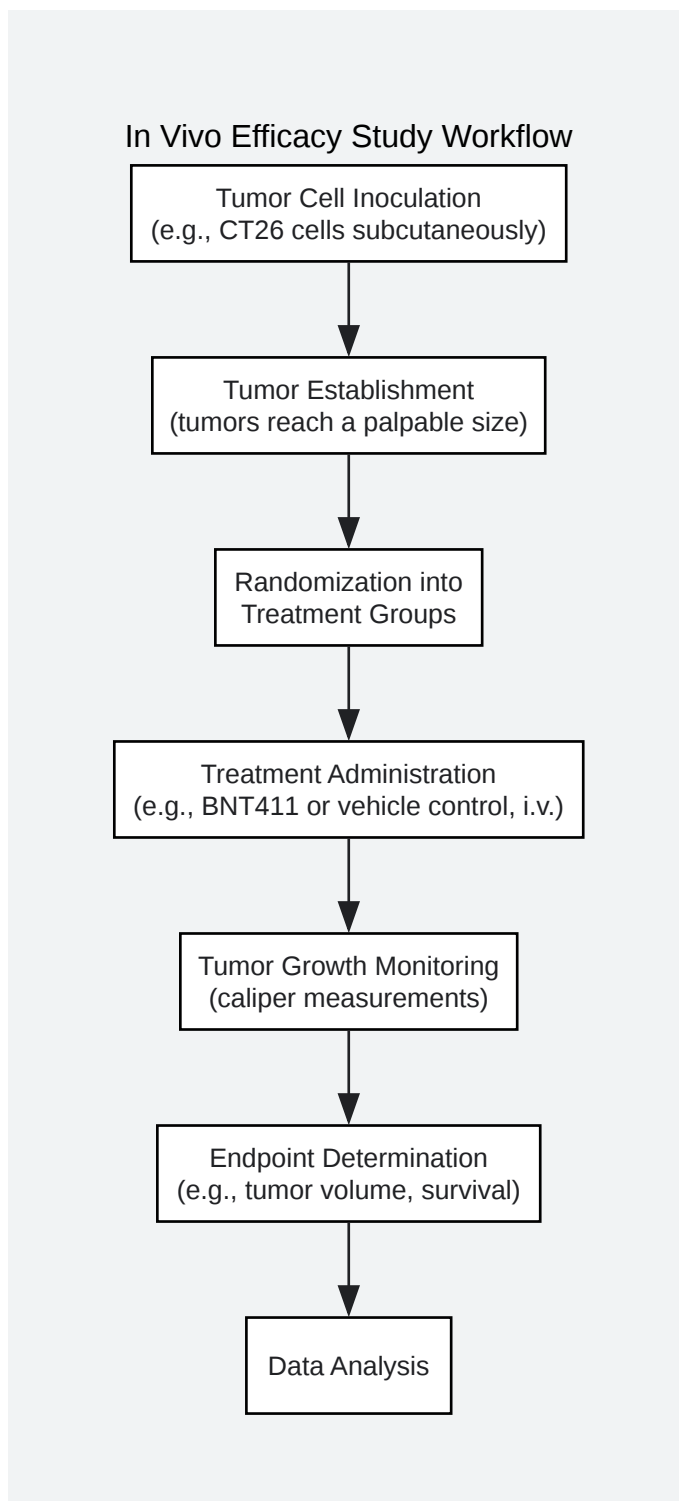 In Vivo Efficacy Study Workflow
Tumor Cell Inoculation
(e.g., CT26 cells subcutaneously)
Tumor Establishment
(tumors reach a palpable size)
Randomization into
Treatment Groups
Treatment Administration
(e.g., BNT411 or vehicle control, i.v.)
Tumor Growth Monitoring
(caliper measurements)
Endpoint Determination
(e.g., tumor volume, survival)
Data Analysis